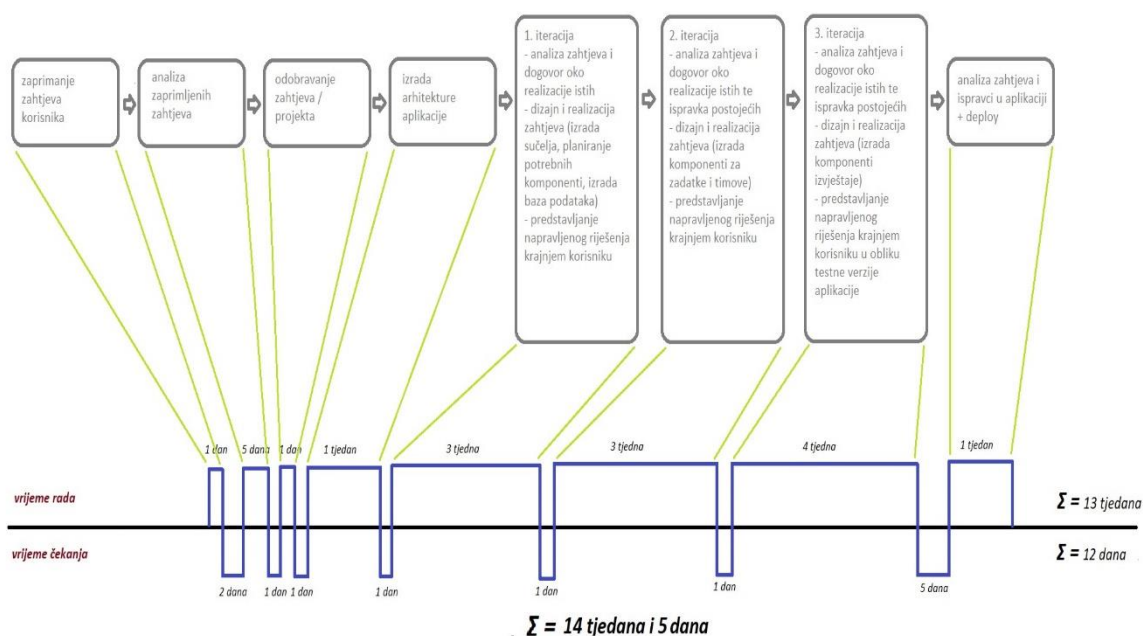 zaprimanje
zahtjeva
korisnika
analiza
zaprimljenih
zahtjeva
odobravanje
zahtjeva /
projekta
izrada
arhitekture
aplikacije
1. iteracija
- analiza zahtjeva i
dogovor oko
realizacije istih
- dizajn i realizacija
zahtjeva (izrada
sučelja, planiranje
potrebnih
komponenti, izrada
baza podataka)
- predstavljanje
napravljenog riješenja
krajnjem korisniku
2. iteracija
- analiza zahtjeva i
dogovor oko
realizacije istih te
ispravka postojećih
- dizajn i realizacija
zahtjeva (izrada
komponenti za
zadatke i timove)
- predstavljanje
napravljenog riješenja
krajnjem korisniku
3. iteracija
- analiza zahtjeva i
dogovor oko
realizacije istih te
ispravka postojećih
- dizajn i realizacija
zahtjeva (izrada
komponenti
izvještaje)
- predstavljanje
napravljenog
riješenja krajnjem
korisniku u obliku
testne verzije
aplikacije
analiza zahtjeva i
ispravci u aplikaciji
+ deploy
1 dan
5 dana
1 dan
1 tjedan
3 tjedna
3 tjedna
4 tjedna
1 tjedan
vrijeme rada
Σ = 13 tjedana
vrijeme čekanja
Σ = 12 dana
2 dana
1 dan
1 dan
1 dan
1 dan
1 dan
5 dana
Σ = 14 tjedana i 5 dana